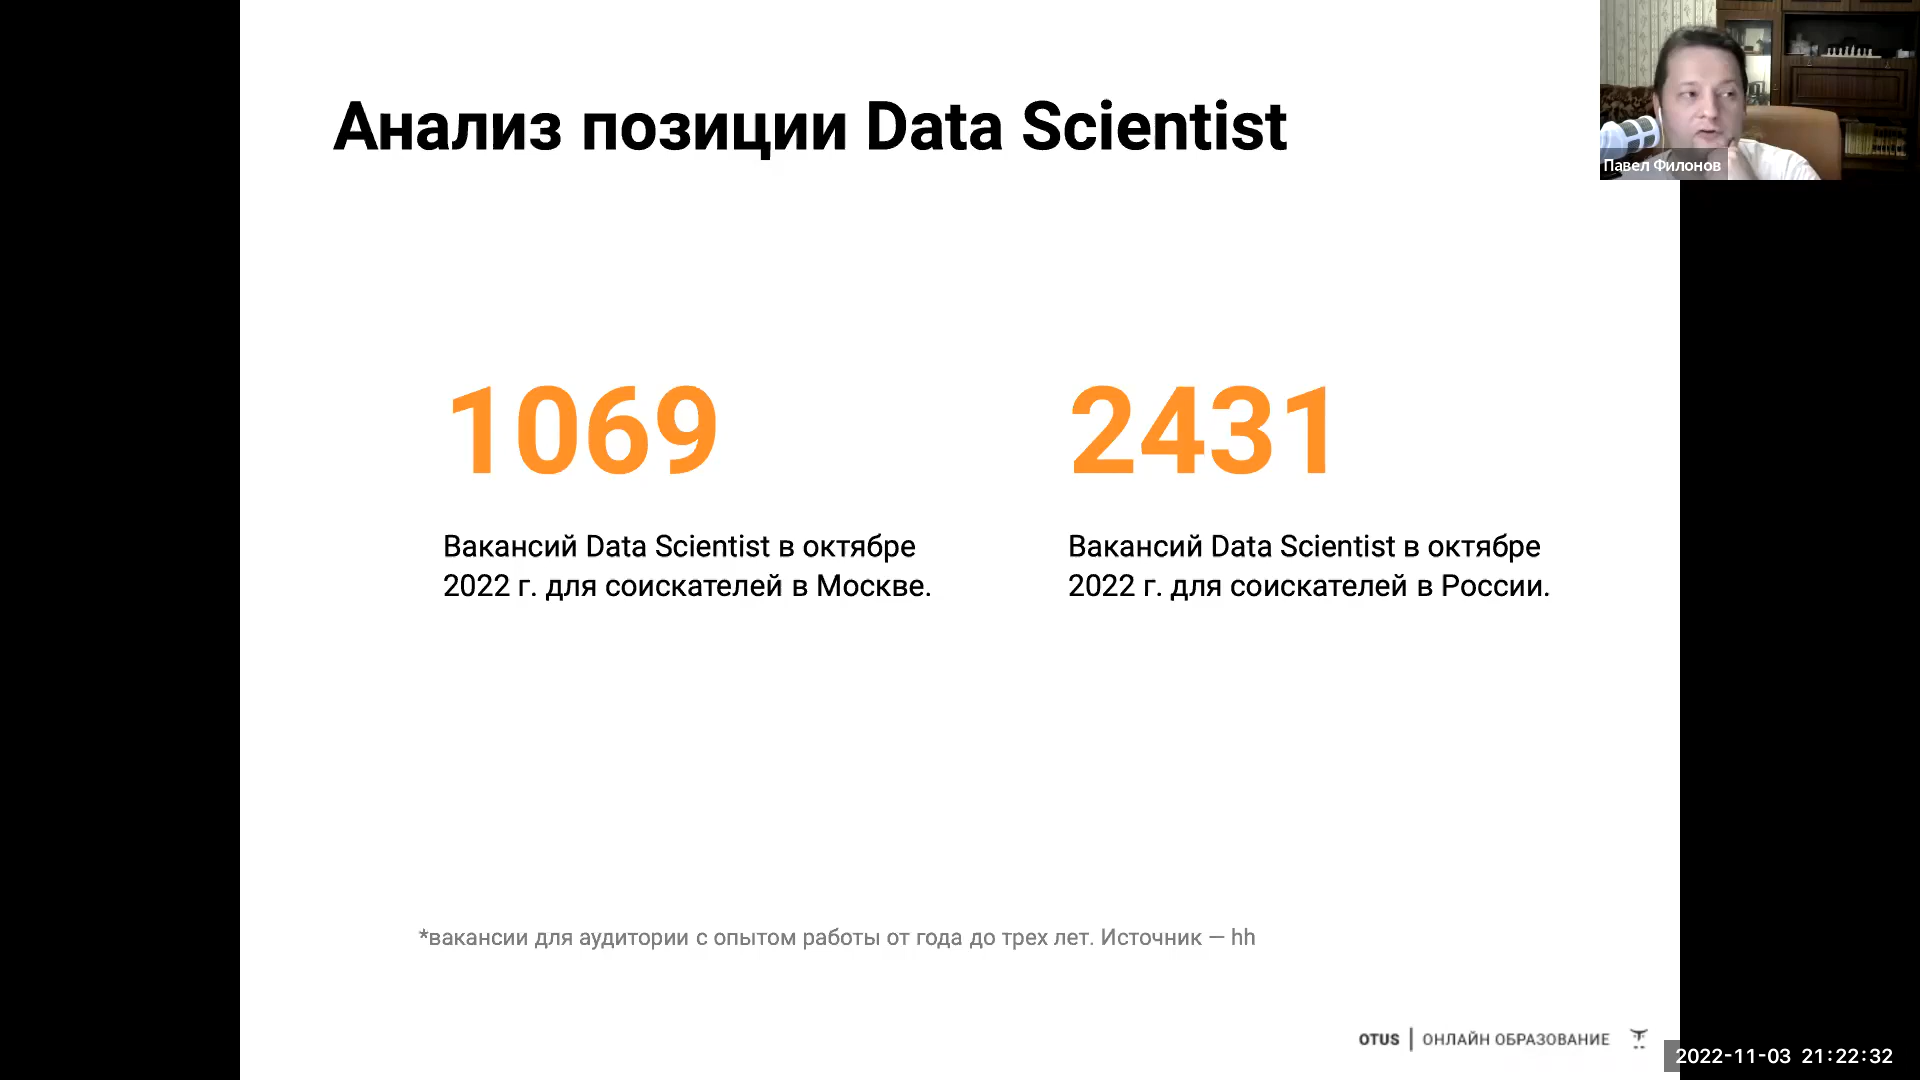 Анализ позиции Data Scientist
Павел Филонов
1069
2431
Вакансий Data Scientist в октябре
2022 г. для соискателей в Москве.
Вакансий Data Scientist в октябре
2022 г. для соискателей в России.
*вакансии для аудитории с опытом работы от года до трех лет. Источник — hh
OTUS | ОНЛАЙН ОБРАЗОВАНИЕ
2022-11-03 21:22:32